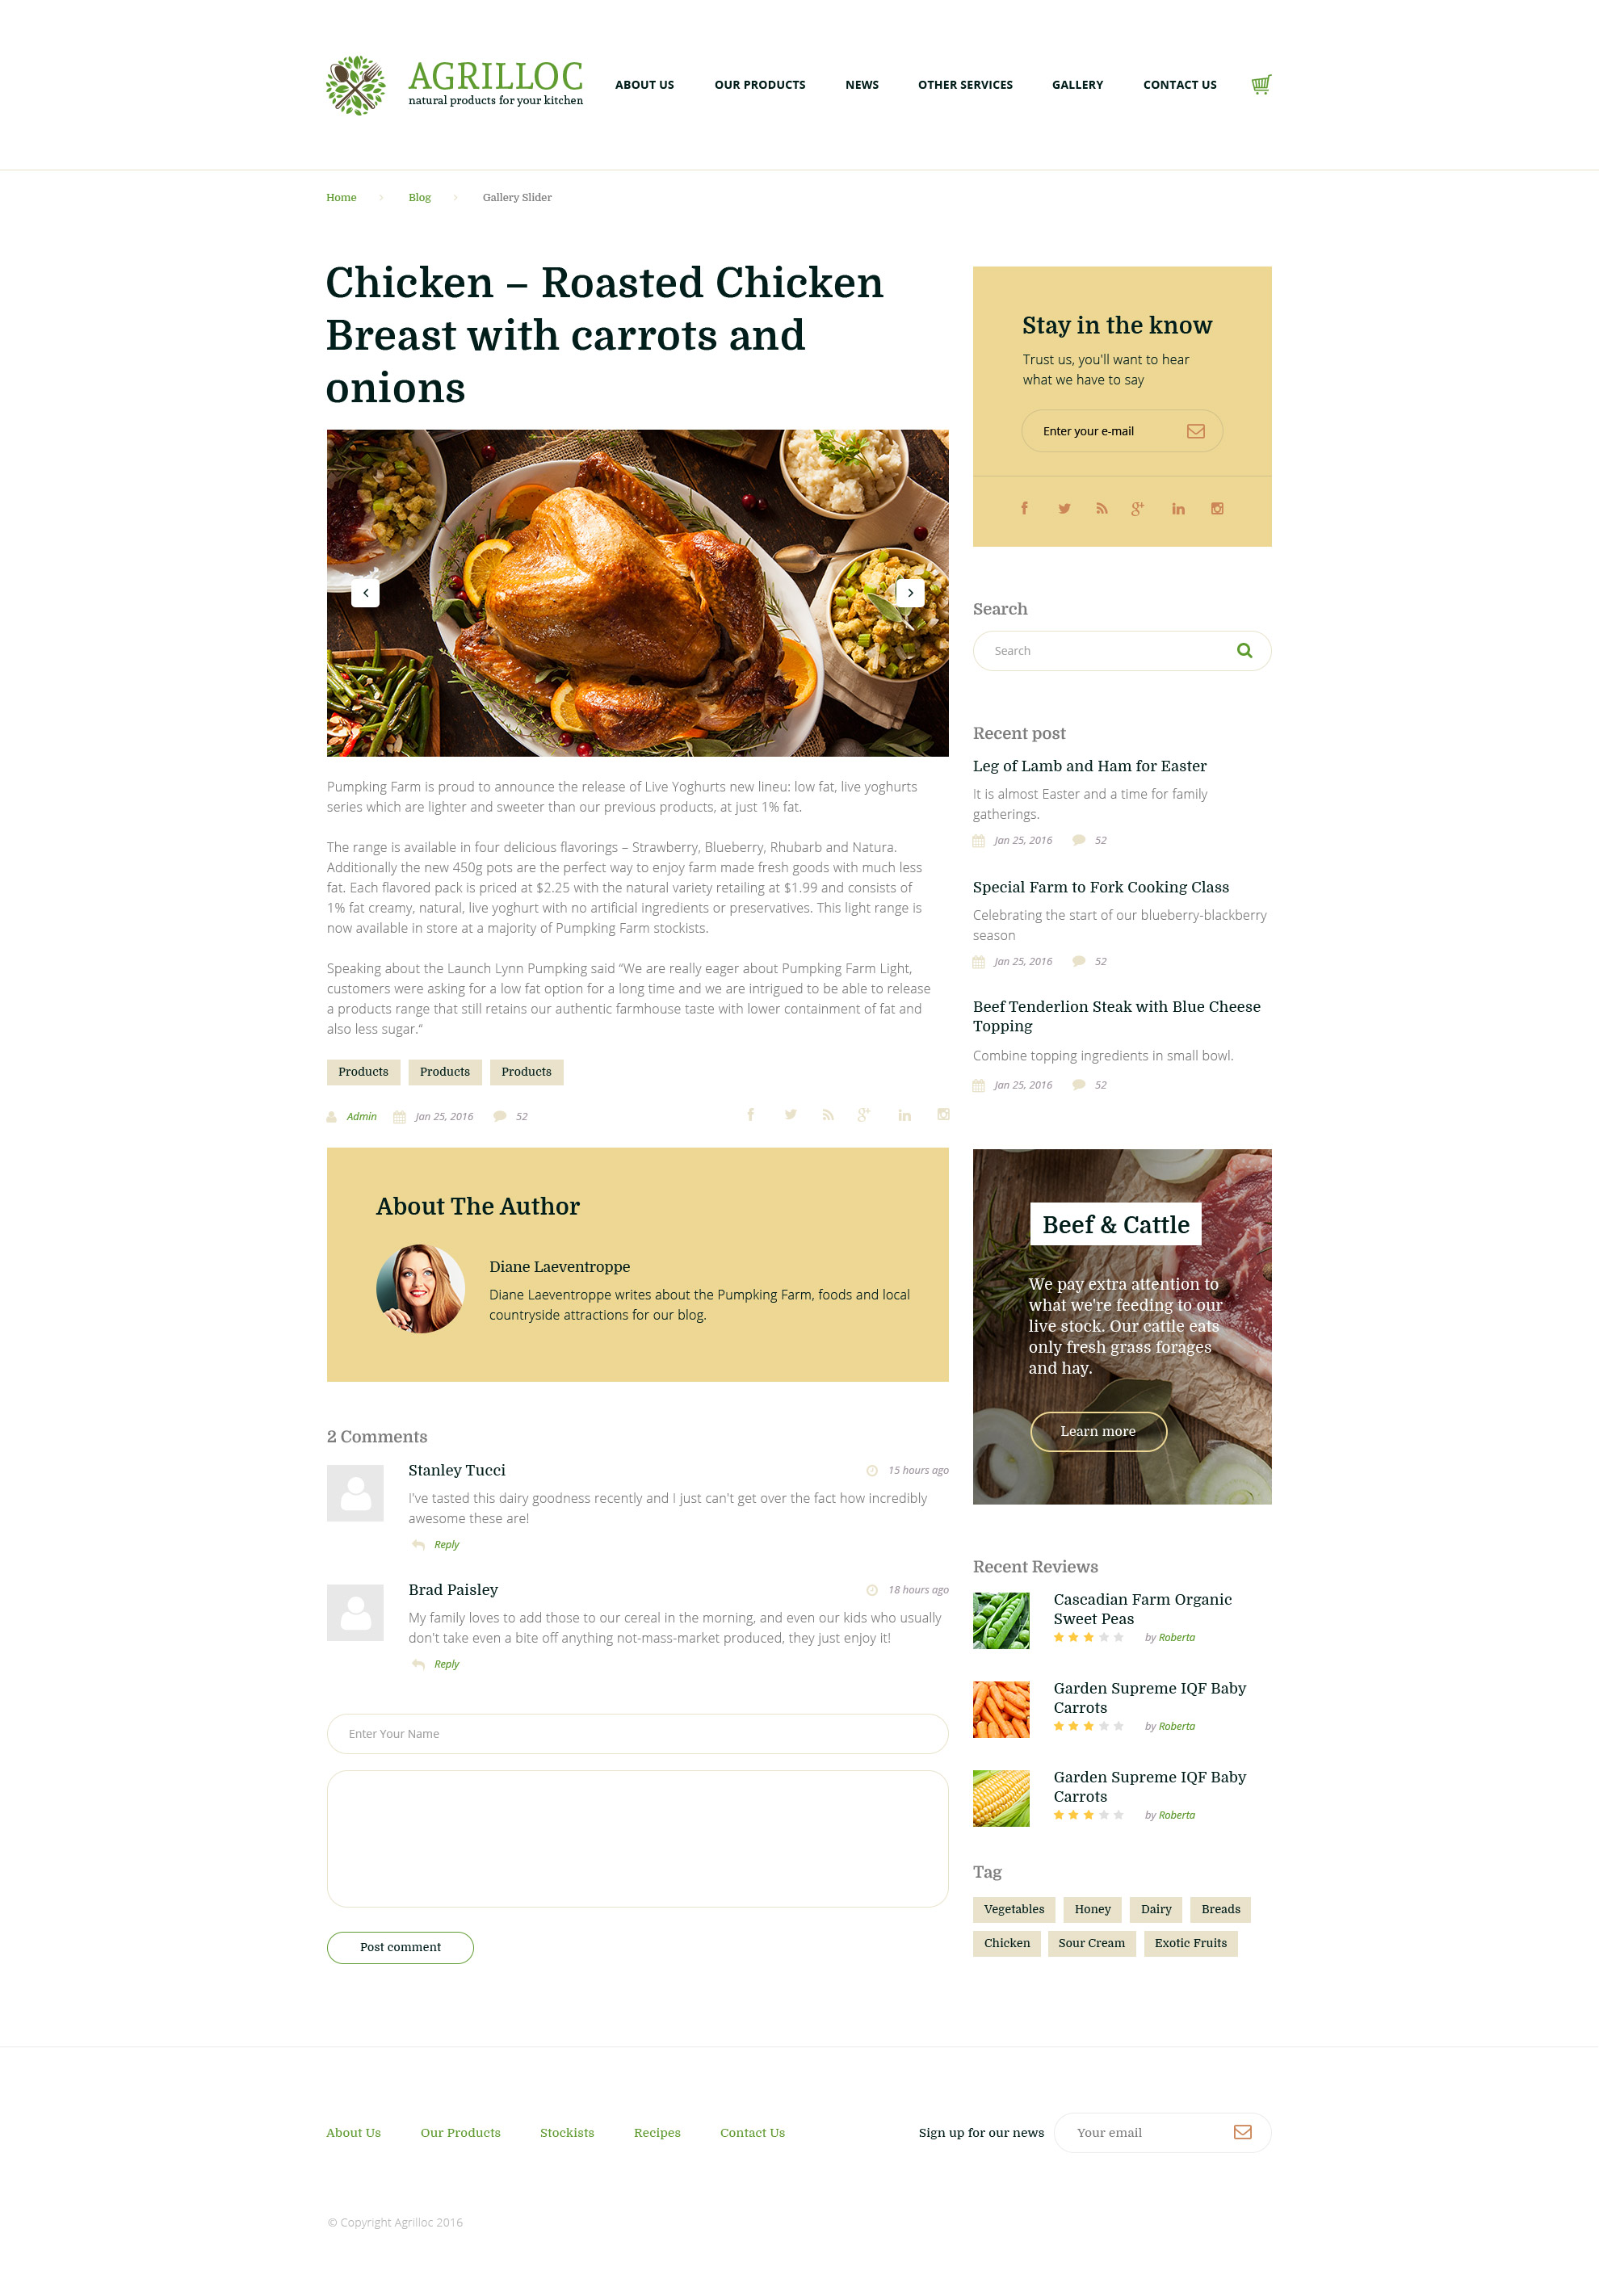 AGRILLOC
natural products for your kitchen
ABOUT US
OUR PRODUCTS
NEWS
OTHER SERVICES
GALLERY
CONTACT US
Home > Blog > Gallery Slider
Chicken – Roasted Chicken
Breast with carrots and
onions
Pumpking Farm is proud to announce the release of Live Yoghurts new lineu: low fat, live yoghurts
series which are lighter and sweeter than our previous products, at just 1% fat.
The range is available in four delicious flavorings – Strawberry, Blueberry, Rhubarb and Natura.
Additionally the new 450g pots are the perfect way to enjoy farm made fresh goods with much less
fat. Each flavored pack is priced at $2.25 with the natural variety retailing at $1.99 and consists of
1% fat creamy, natural, live yoghurt with no artificial ingredients or preservatives. This light range is
now available in store at a majority of Pumpking Farm stockists.
Speaking about the Launch Lynn Pumpking said “We are really eager about Pumpking Farm Light,
customers were asking for a low fat option for a long time and we are intrigued to be able to release
a products range that still retains our authentic farmhouse taste with lower containment of fat and
also less sugar.“
Products
Products
Products
Admin
Jan 25, 2016
52
About The Author
Diane Laeventroppe
Diane Laeventroppe writes about the Pumpking Farm, foods and local
countryside attractions for our blog.
2 Comments
Stanley Tucci
15 hours ago
I've tasted this dairy goodness recently and I just can't get over the fact how incredibly
awesome these are!
Reply
Brad Paisley
18 hours ago
My family loves to add those to our cereal in the morning, and even our kids who usually
don't take even a bite off anything not-mass-market produced, they just enjoy it!
Reply
Enter Your Name
Post comment
Stay in the know
Trust us, you'll want to hear
what we have to say
Enter your e-mail
Search
Search
Recent post
Leg of Lamb and Ham for Easter
It is almost Easter and a time for family
gatherings.
Jan 25, 2016
52
Special Farm to Fork Cooking Class
Celebrating the start of our blueberry-blackberry
season
Jan 25, 2016
52
Beef Tenderlion Steak with Blue Cheese
Topping
Combine topping ingredients in small bowl.
Jan 25, 2016
52
Beef & Cattle
We pay extra attention to
what we're feeding to our
live stock. Our cattle eats
only fresh grass forages
and hay.
Learn more
Recent Reviews
Cascadian Farm Organic
Sweet Peas
by Roberta
Garden Supreme IQF Baby
Carrots
by Roberta
Garden Supreme IQF Baby
Carrots
by Roberta
Tag
Vegetables
Honey
Dairy
Breads
Chicken
Sour Cream
Exotic Fruits
About Us
Our Products
Stockists
Recipes
Contact Us
Sign up for our news
Your email
© Copyright Agrilloc 2016